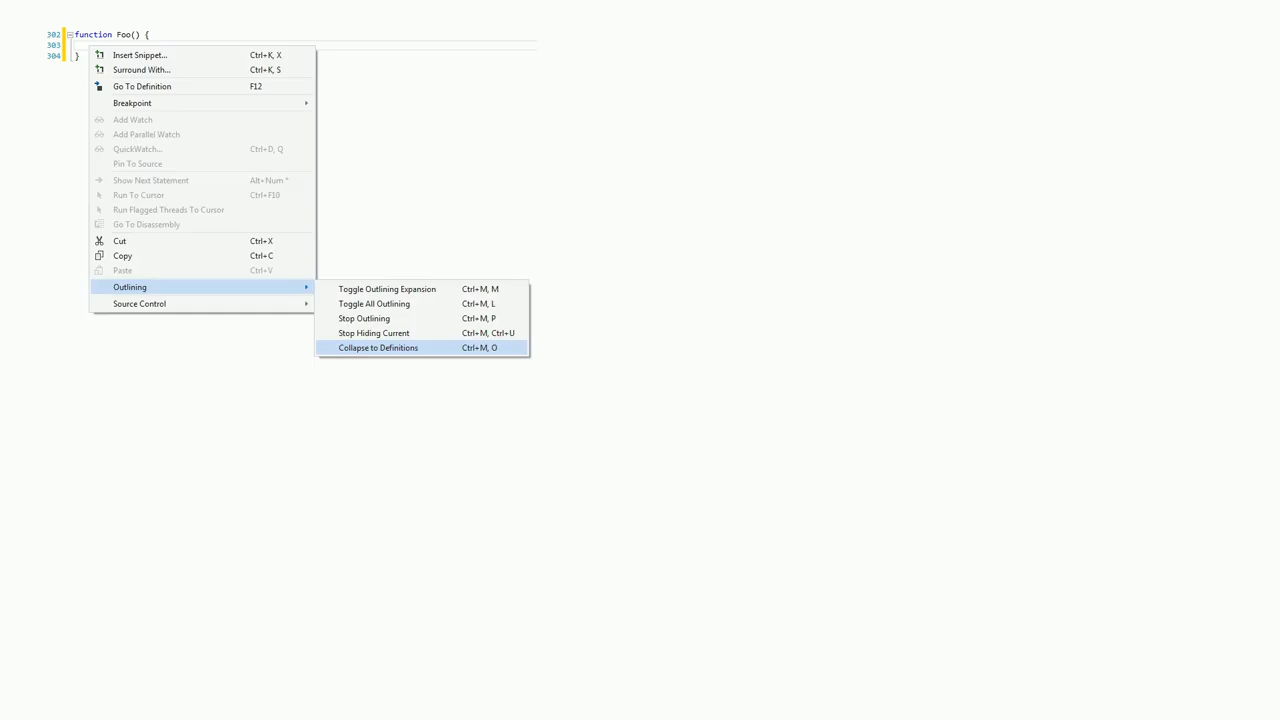 302 function Foo() {
303
304 }
Insert Snippet... Ctrl+K, X
Surround With... Ctrl+K, S
Go To Definition F12
Breakpoint
Add Watch
Add Parallel Watch
QuickWatch... Ctrl+D, Q
Pin To Source
Show Next Statement Alt+Num *
Run To Cursor Ctrl+F10
Run Flagged Threads To Cursor
Go To Disassembly
Cut Ctrl+X
Copy Ctrl+C
Paste Ctrl+V
Outlining
Source Control
Toggle Outlining Expansion Ctrl+M, M
Toggle All Outlining Ctrl+M, L
Stop Outlining Ctrl+M, P
Stop Hiding Current Ctrl+M, Ctrl+U
Collapse to Definitions Ctrl+M, O